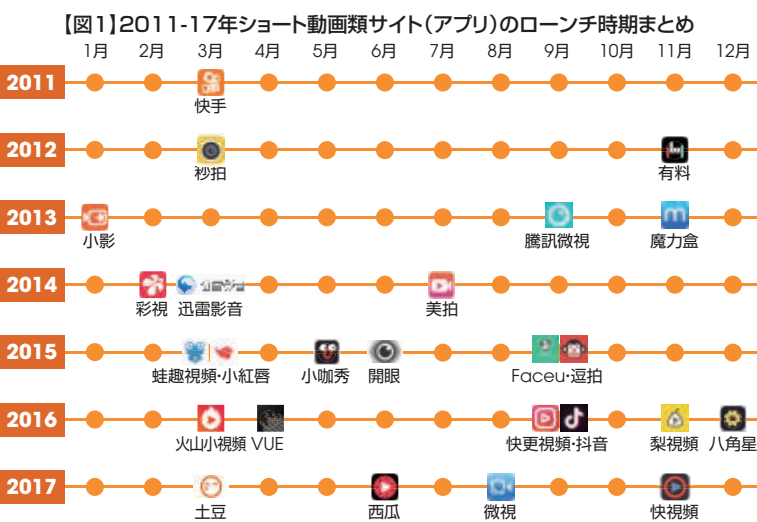 【図1】2011-17年ショート動画類サイト(アプリ)のローンチ時期まとめ
1月 2月 3月 4月 5月 6月 7月 8月 9月 10月 11月 12月
2011
快手
2012
秒拍 有料
2013
小影 騰訊微視 魔力盒
2014
彩視 迅雷影音 美拍
2015
蛙趣視頻・小紅唇 小咖秀 開眼 Faceu・逗拍
2016
火山小視頻 VUE 快更視頻・抖音 梨視頻 八角星
2017
土豆 西瓜 微視 快視頻